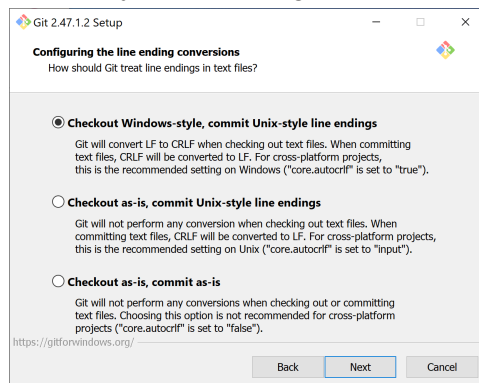 Git 2.47.1.2 Setup
Configuring the line ending conversions
How should Git treat line endings in text files?
Checkout Windows-style, commit Unix-style line endings
Git will convert LF to CRLF when checking out text files. When committing
text files, CRLF will be converted to LF. For cross-platform projects,
this is the recommended setting on Windows ("core.autocrlf" is set to "true").
Checkout as-is, commit Unix-style line endings
Git will not perform any conversion when checking out text files. When
committing text files, CRLF will be converted to LF. For cross-platform projects,
this is the recommended setting on Unix ("core.autocrlf" is set to "input").
Checkout as-is, commit as-is
Git will not perform any conversions when checking out or committing
text files. Choosing this option is not recommended for cross-platform
projects ("core.autocrlf" is set to "false").
https://gitforwindows.org/
Back Next Cancel